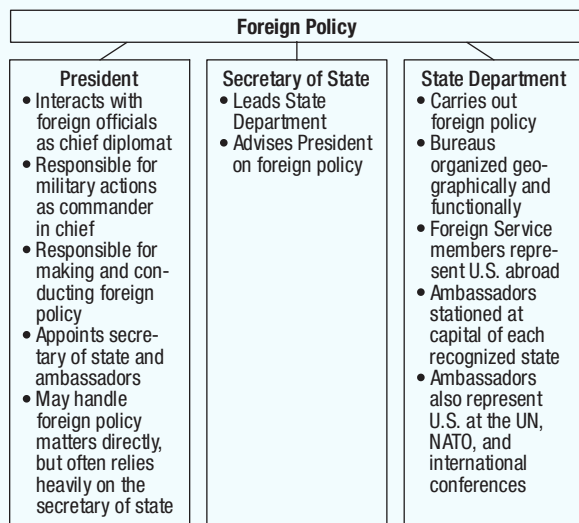 Foreign Policy
President
• Interacts with
foreign officials
as chief diplomat
• Responsible for
military actions
as commander
in chief
• Responsible for
making and con-
ducting foreign
policy
• Appoints secre-
tary of state and
ambassadors
• May handle
foreign policy
matters directly,
but often relies
heavily on the
secretary of state
Secretary of State
• Leads State
Department
• Advises President
on foreign policy
State Department
• Carries out
foreign policy
• Bureaus
organized geo-
graphically and
functionally
• Foreign Service
members repre-
sent U.S. abroad
• Ambassadors
stationed at
capital of each
recognized state
• Ambassadors
also represent
U.S. at the UN,
NATO, and
international
conferences